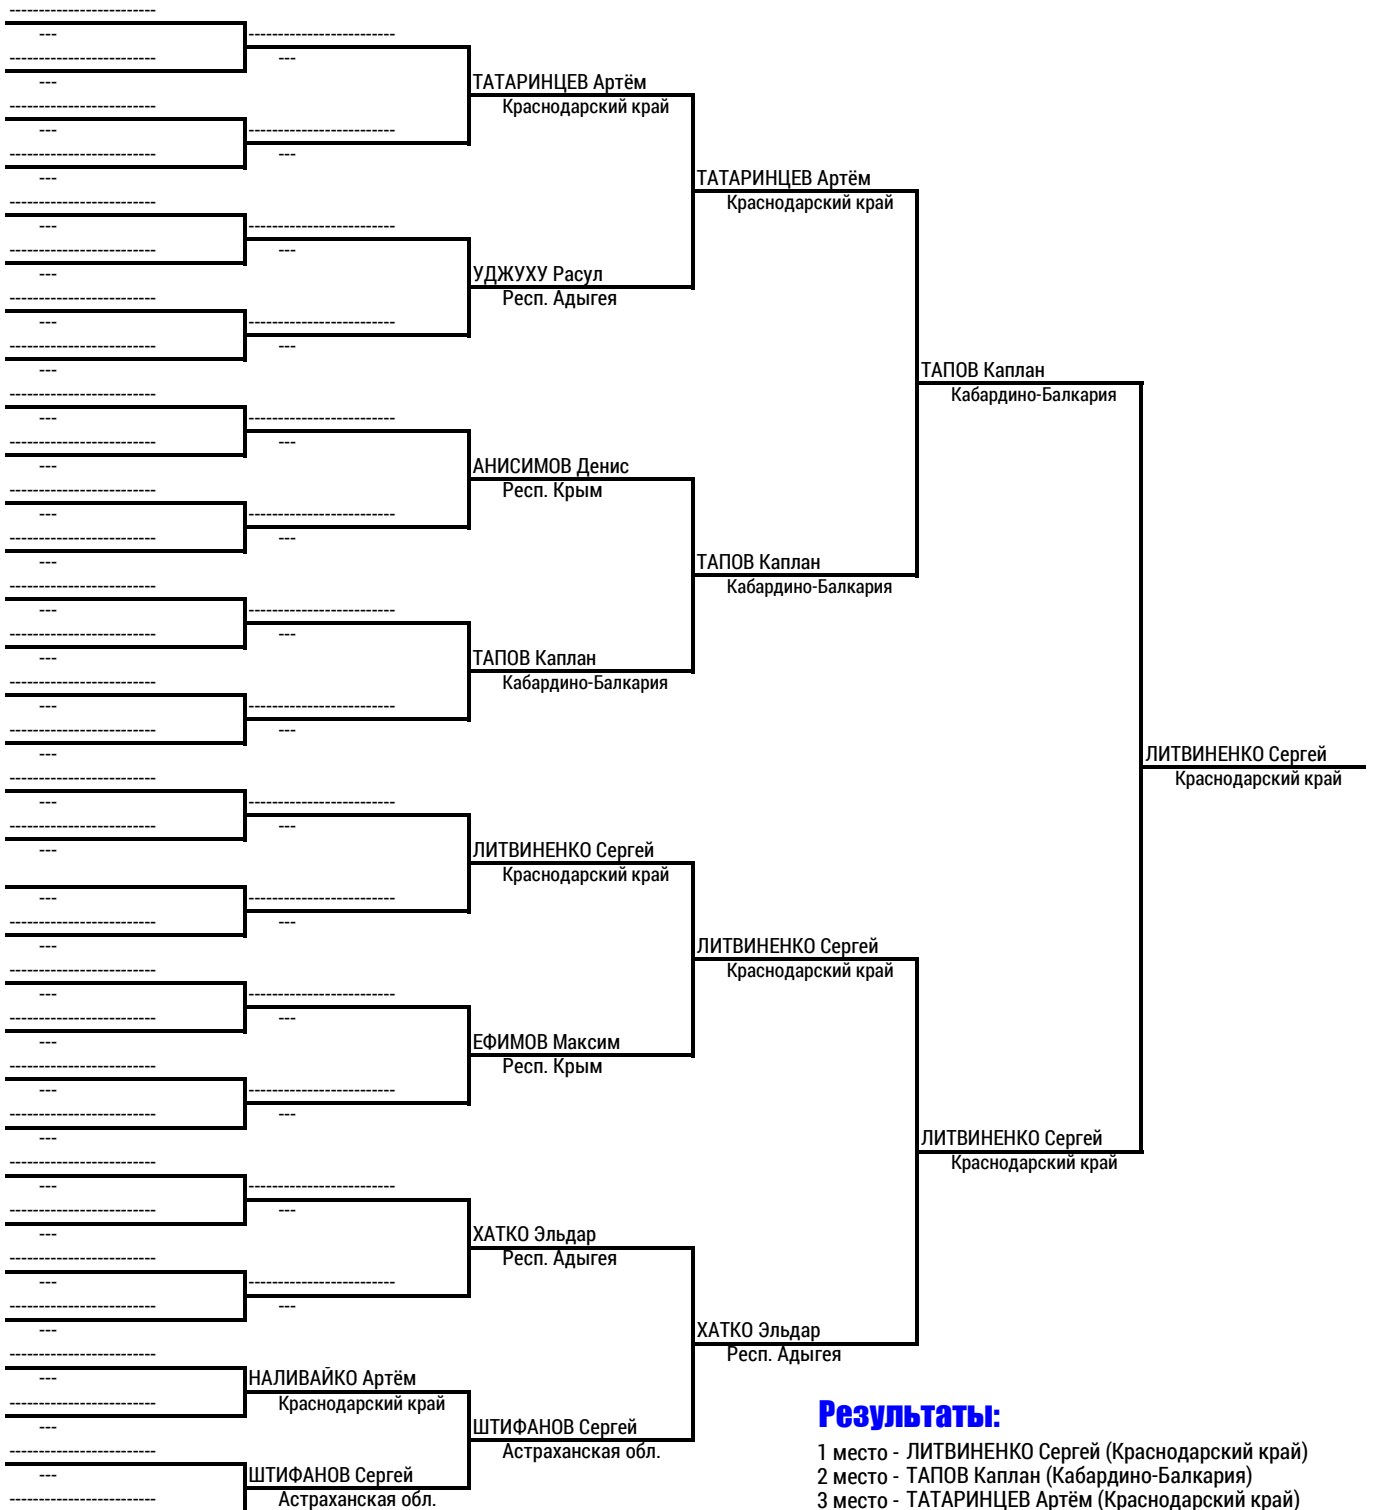 -------------------------
---
-------------------------
-------------------------
---
---
ТАТАРИНЦЕВ Артём
-------------------------
Краснодарский край
---
-------------------------
-------------------------
---
---
ТАТАРИНЦЕВ Артём
-------------------------
Краснодарский край
---
-------------------------
-------------------------
---
---
УДЖУХУ Расул
-------------------------
Респ. Адыгея
---
-------------------------
-------------------------
---
---
ТАПОВ Каплан
-------------------------
Кабардино-Балкария
---
-------------------------
-------------------------
---
---
АНИСИМОВ Денис
-------------------------
Респ. Крым
---
-------------------------
-------------------------
---
---
ТАПОВ Каплан
-------------------------
Кабардино-Балкария
---
-------------------------
-------------------------
---
---
ТАПОВ Каплан
-------------------------
Кабардино-Балкария
---
-------------------------
-------------------------
---
---
ЛИТВИНЕНКО Сергей
-------------------------
Краснодарский край
---
-------------------------
-------------------------
---
---
ЛИТВИНЕНКО Сергей
Краснодарский край
---
-------------------------
-------------------------
---
---
ЛИТВИНЕНКО Сергей
-------------------------
Краснодарский край
---
-------------------------
-------------------------
---
---
ЕФИМОВ Максим
-------------------------
Респ. Крым
---
-------------------------
-------------------------
---
---
ЛИТВИНЕНКО Сергей
-------------------------
Краснодарский край
---
-------------------------
-------------------------
---
---
ХАТКО Эльдар
-------------------------
Респ. Адыгея
---
-------------------------
-------------------------
---
---
ХАТКО Эльдар
-------------------------
Респ. Адыгея
---
НАЛИВАЙКО Артём
-------------------------
Краснодарский край
---
ШТИФАНОВ Сергей
-------------------------
Астраханская обл.
---
ШТИФАНОВ Сергей
-------------------------
Астраханская обл.
Результаты:
1 место - ЛИТВИНЕНКО Сергей (Краснодарский край)
2 место - ТАПОВ Каплан (Кабардино-Балкария)
3 место - ТАТАРИНЦЕВ Артём (Краснодарский край)